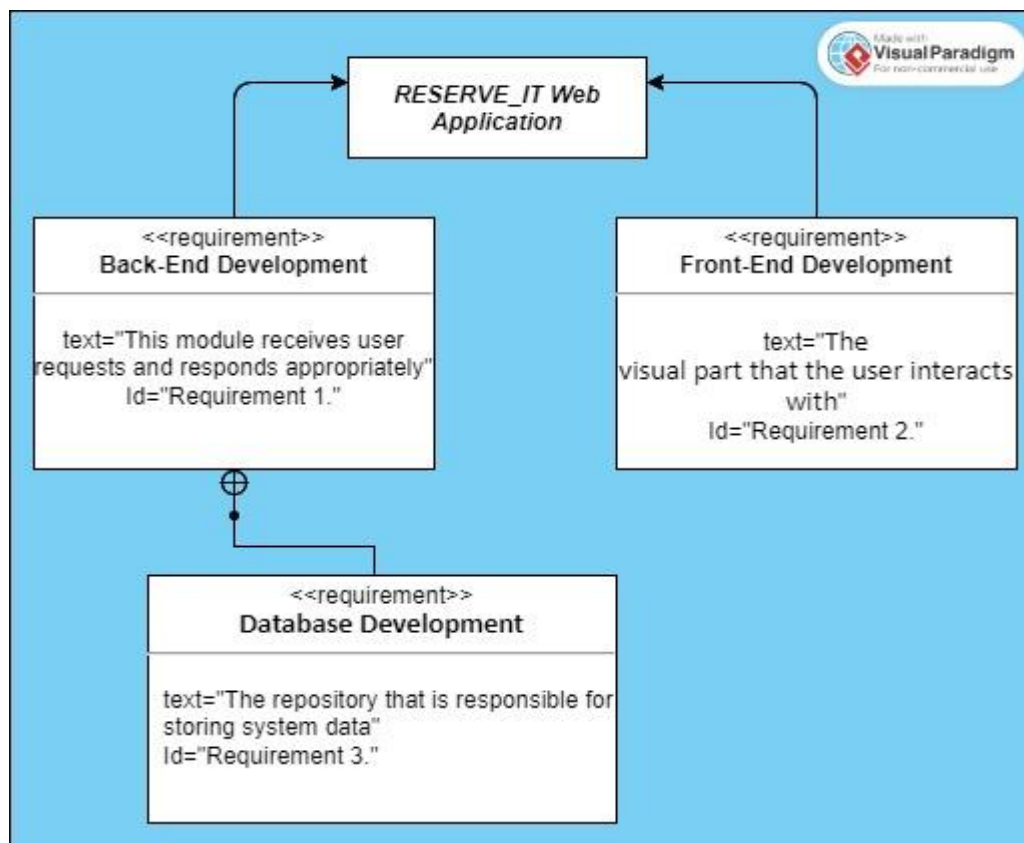 Made with
Visual Paradigm
For non-commercial use
RESERVE_IT Web
Application
<<requirement>>
Back-End Development
text="This module receives user
requests and responds appropriately"
Id="Requirement 1."
<<requirement>>
Front-End Development
text="The
visual part that the user interacts
with"
Id="Requirement 2."
<<requirement>>
Database Development
text="The repository that is responsible for
storing system data"
Id="Requirement 3."